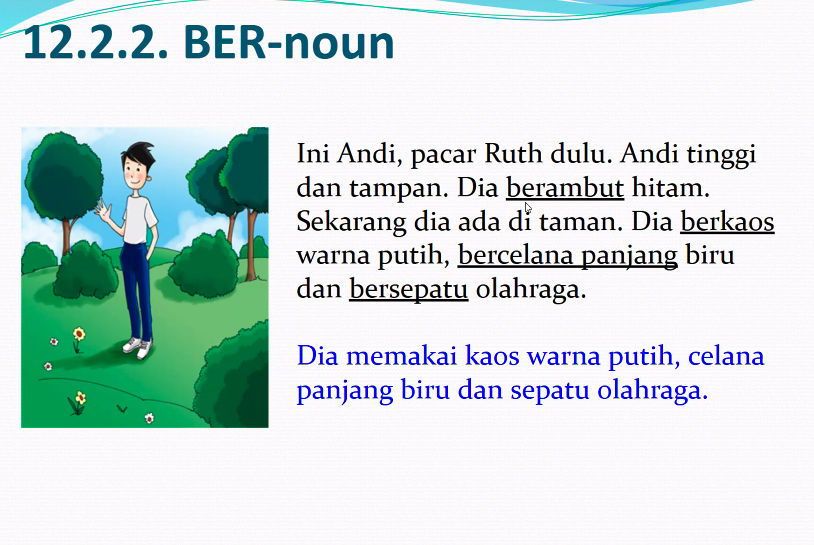 12.2.2. BER-noun
Ini Andi, pacar Ruth dulu. Andi tinggi
dan tampan. Dia berambut hitam.
Sekarang dia ada di taman. Dia berkaos
warna putih, bercelana panjang biru
dan bersepatu olahraga.
Dia memakai kaos warna putih, celana
panjang biru dan sepatu olahraga.